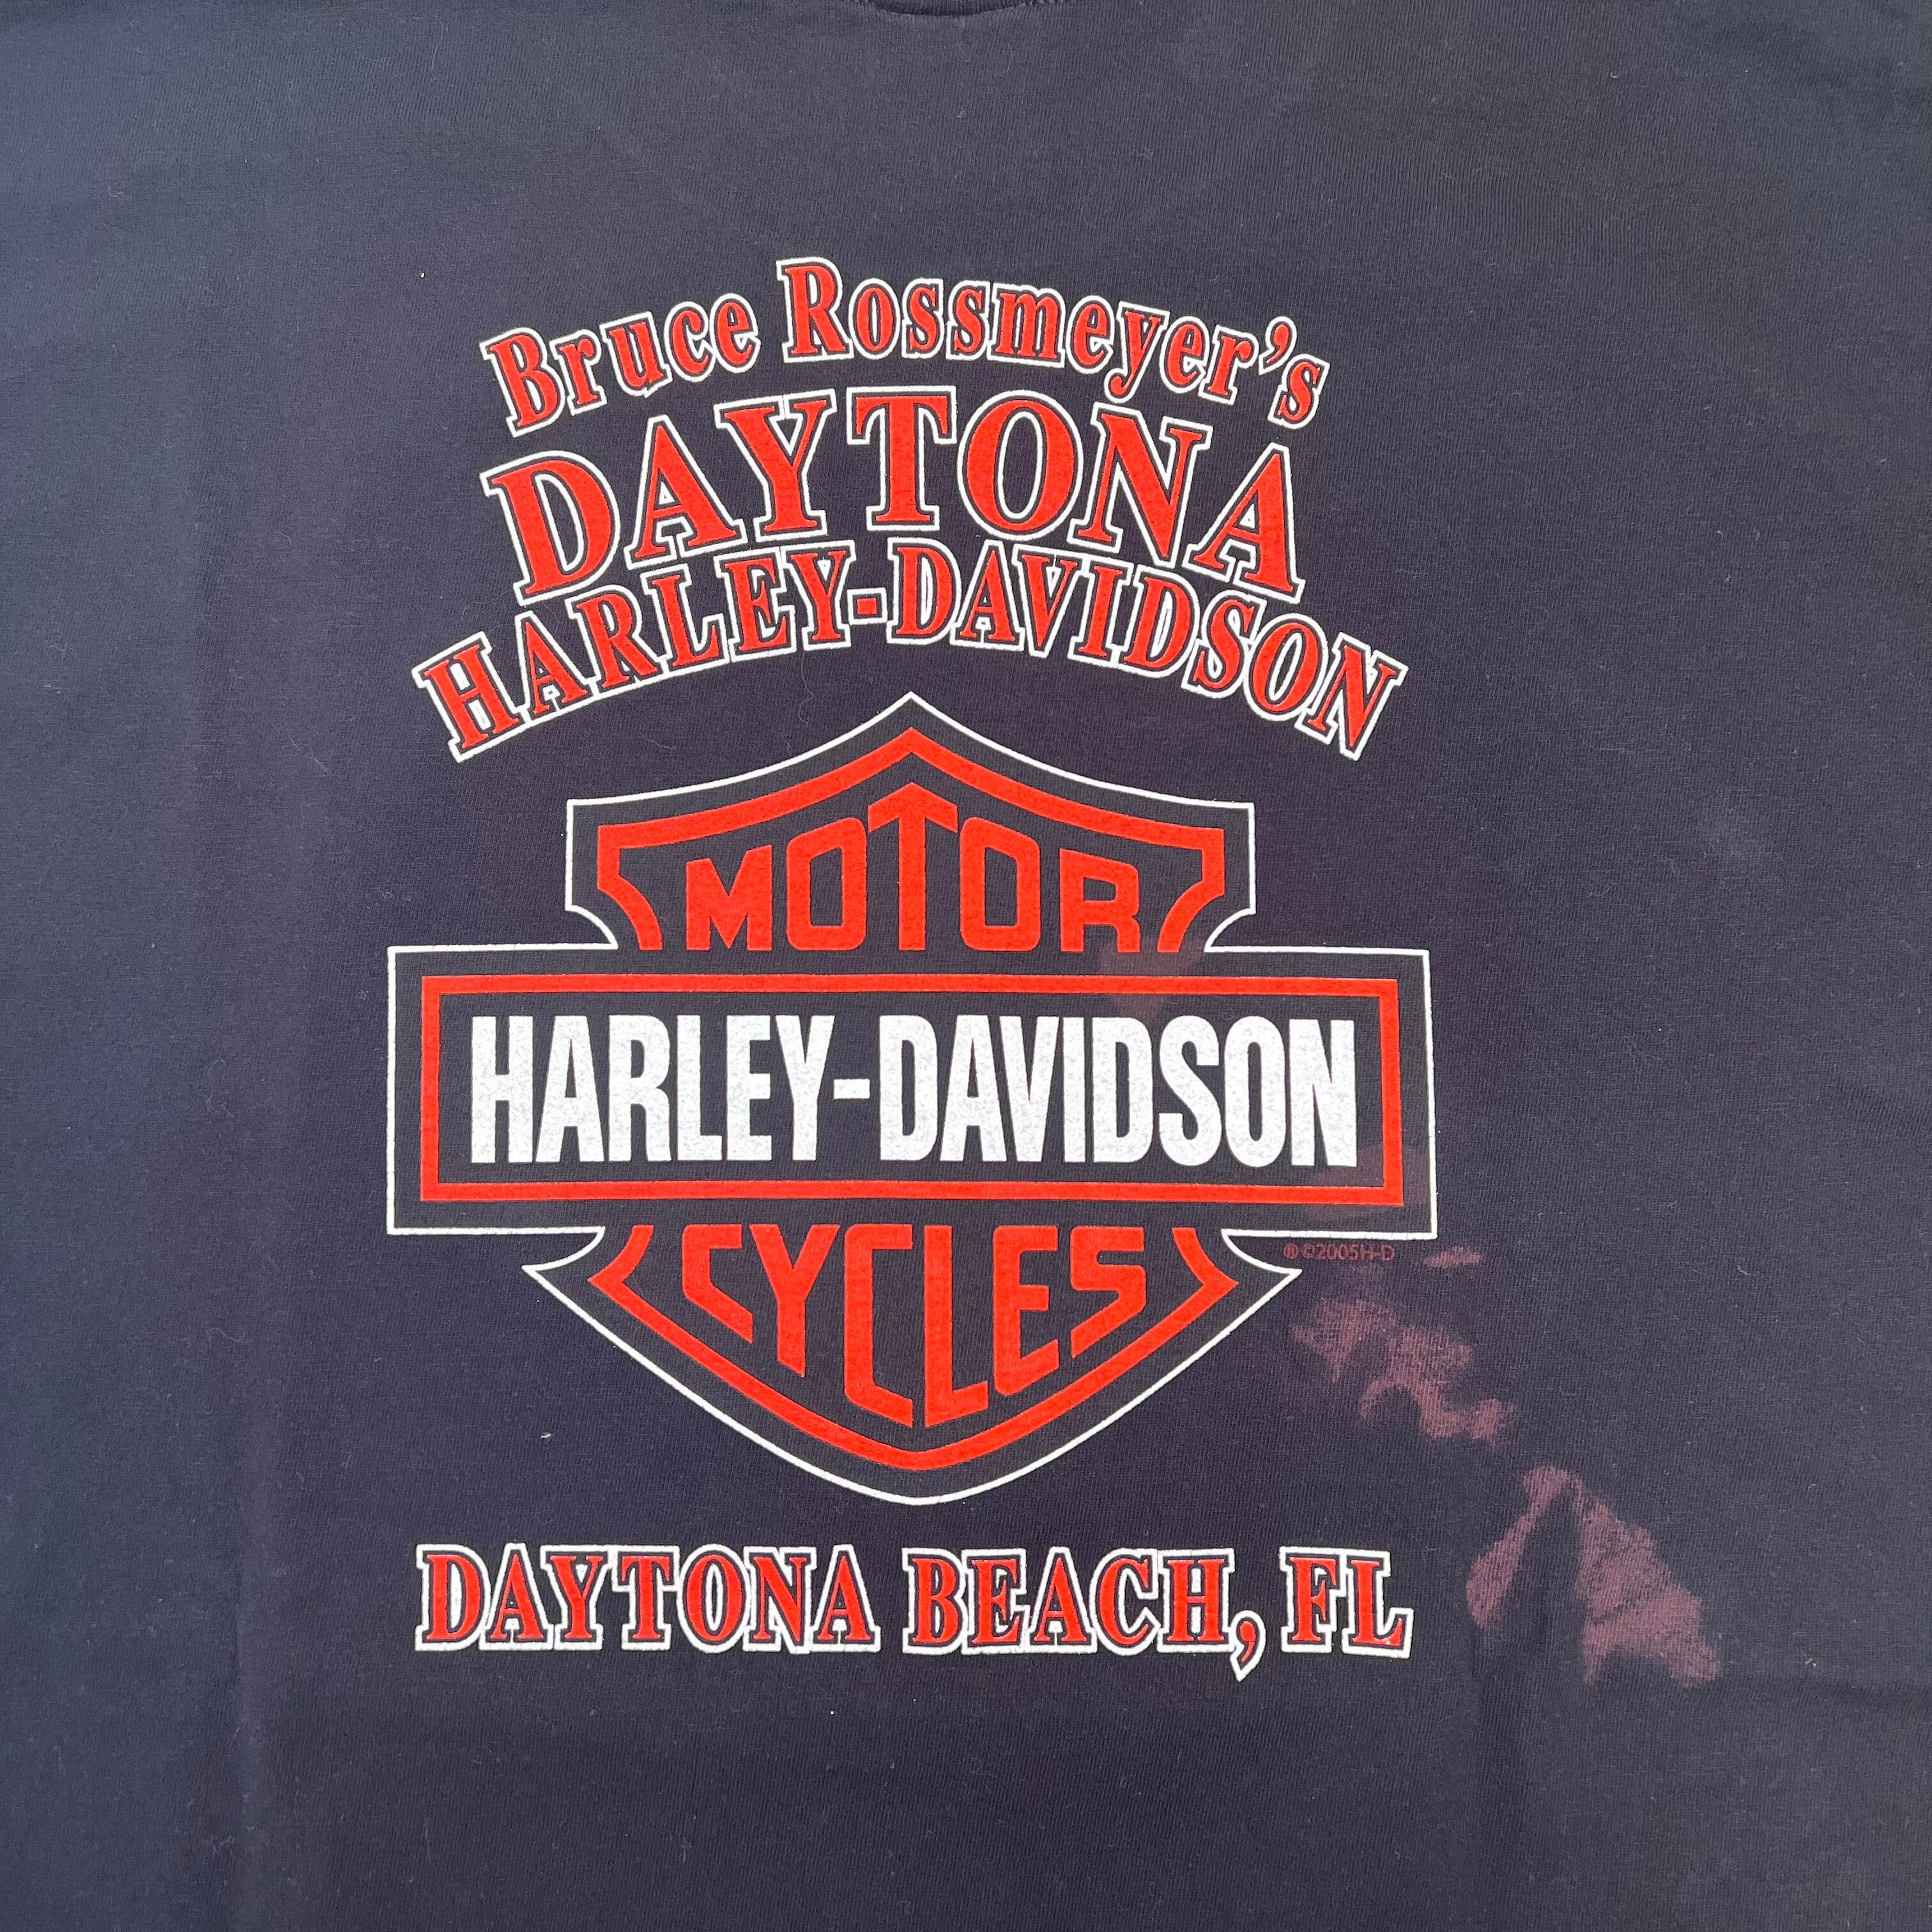 Bruce Rossmeyer's
DAYTONA
HARLEY-DAVIDSON
MOTOR
HARLEY-DAVIDSON
CYCLES
®©2005H-D
DAYTONA BEACH, FL